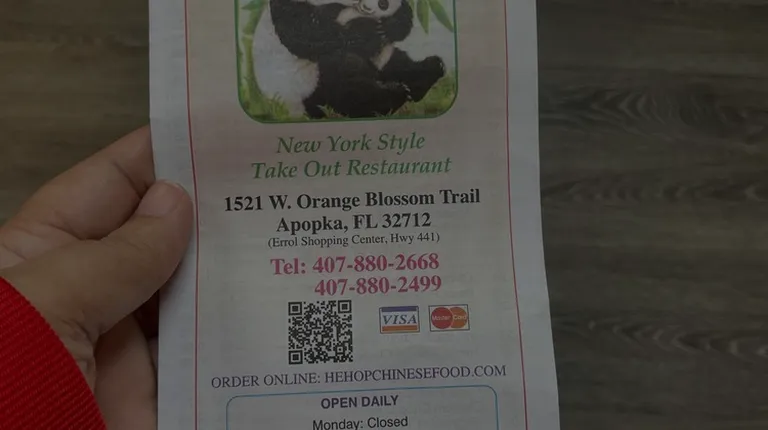 New York Style
Take Out Restaurant
1521 W. Orange Blossom Trail
Apopka, FL 32712
(Errol Shopping Center, Hwy 441)
Tel: 407-880-2668
407-880-2499
VISA
MasterCard
ORDER ONLINE: HEHOPCHINESEFOOD.COM
OPEN DAILY
Monday: Closed